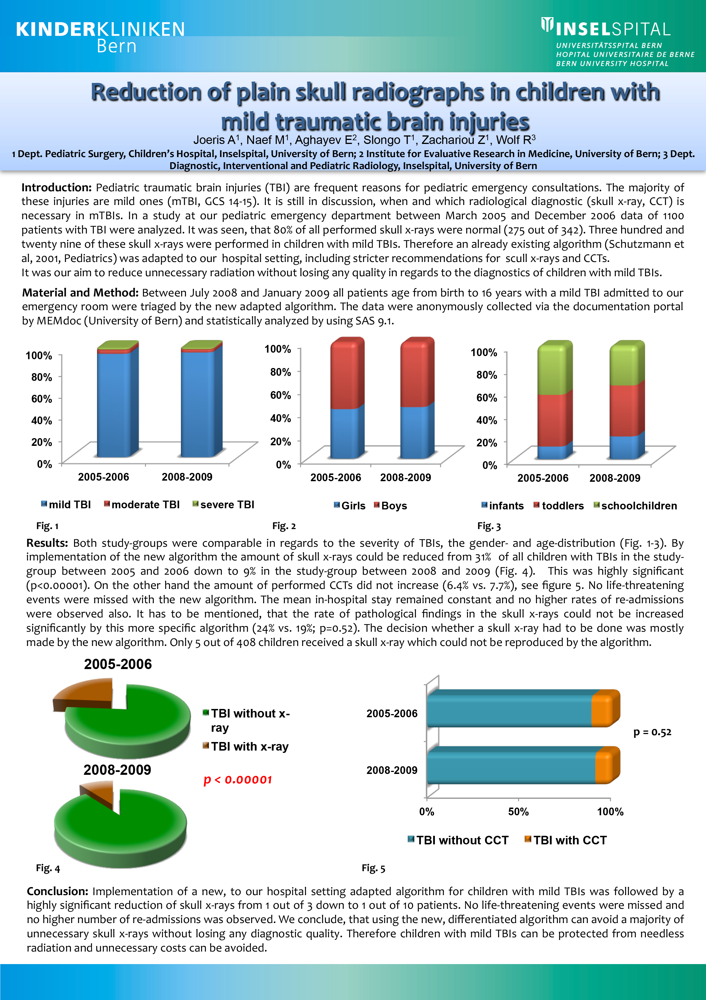 KINDERKLINIKEN
Bern
INSELSPITAL
UNIVERSITÄTSSPITAL BERN
HOPITAL UNIVERSITAIRE DE BERNE
BERN UNIVERSITY HOSPITAL
Reduction of plain skull radiographs in children with
mild traumatic brain injuries
Joeris A1, Naef M1, Aghayev E2, Slongo T1, Zachariou Z1, Wolf R3
1 Dept. Pediatric Surgery, Children's Hospital, Inselspital, University of Bern; 2 Institute for Evaluative Research in Medicine, University of Bern; 3 Dept.
Diagnostic, Interventional and Pediatric Radiology, Inselspital, University of Bern
Introduction: Pediatric traumatic brain injuries (TBI) are frequent reasons for pediatric emergency consultations. The majority of
these injuries are mild ones (mTBI, GCS 14-15). It is still in discussion, when and which radiological diagnostic (skull x-ray, CCT) is
necessary in mTBIs. In a study at our pediatric emergency department between March 2005 and December 2006 data of 1100
patients with TBI were analyzed. It was seen, that 80% of all performed skull x-rays were normal (275 out of 342). Three hundred and
twenty nine of these skull x-rays were performed in children with mild TBIs. Therefore an already existing algorithm (Schutzmann et
al, 2001, Pediatrics) was adapted to our hospital setting, including stricter recommendations for scull x-rays and CCTs.
It was our aim to reduce unnecessary radiation without losing any quality in regards to the diagnostics of children with mild TBIs.
Material and Method: Between July 2008 and January 2009 all patients age from birth to 16 years with a mild TBI admitted to our
emergency room were triaged by the new adapted algorithm. The data were anonymously collected via the documentation portal
by MEMdoc (University of Bern) and statistically analyzed by using SAS 9.1.
100%
80%
60%
40%
20%
0%
2005-2006 2008-2009
mild TBI moderate TBI severe TBI
Fig. 1
100%
80%
60%
40%
20%
0%
2005-2006 2008-2009
Girls Boys
Fig. 2
100%
80%
60%
40%
20%
0%
2005-2006 2008-2009
infants toddlers schoolchildren
Fig. 3
Results: Both study-groups were comparable in regards to the severity of TBIs, the gender- and age-distribution (Fig. 1-3). By
implementation of the new algorithm the amount of skull x-rays could be reduced from 31% of all children with TBIs in the study-
group between 2005 and 2006 down to 9% in the study-group between 2008 and 2009 (Fig. 4). This was highly significant
(p<0.00001). On the other hand the amount of performed CCTs did not increase (6.4% vs. 7.7%), see figure 5. No life-threatening
events were missed with the new algorithm. The mean in-hospital stay remained constant and no higher rates of re-admissions
were observed also. It has to be mentioned, that the rate of pathological findings in the skull x-rays could not be increased
significantly by this more specific algorithm (24% vs. 19%; p=0.52). The decision whether a skull x-ray had to be done was mostly
made by the new algorithm. Only 5 out of 408 children received a skull x-ray which could not be reproduced by the algorithm.
2005-2006
TBI without x-
ray
TBI with x-ray
2008-2009
p < 0.00001
Fig. 4
2005-2006
p = 0.52
2008-2009
0% 50% 100%
TBI without CCT TBI with CCT
Fig. 5
Conclusion: Implementation of a new, to our hospital setting adapted algorithm for children with mild TBIs was followed by a
highly significant reduction of skull x-rays from 1 out of 3 down to 1 out of 10 patients. No life-threatening events were missed and
no higher number of re-admissions was observed. We conclude, that using the new, differentiated algorithm can avoid a majority of
unnecessary skull x-rays without losing any diagnostic quality. Therefore children with mild TBIs can be protected from needless
radiation and unnecessary costs can be avoided.